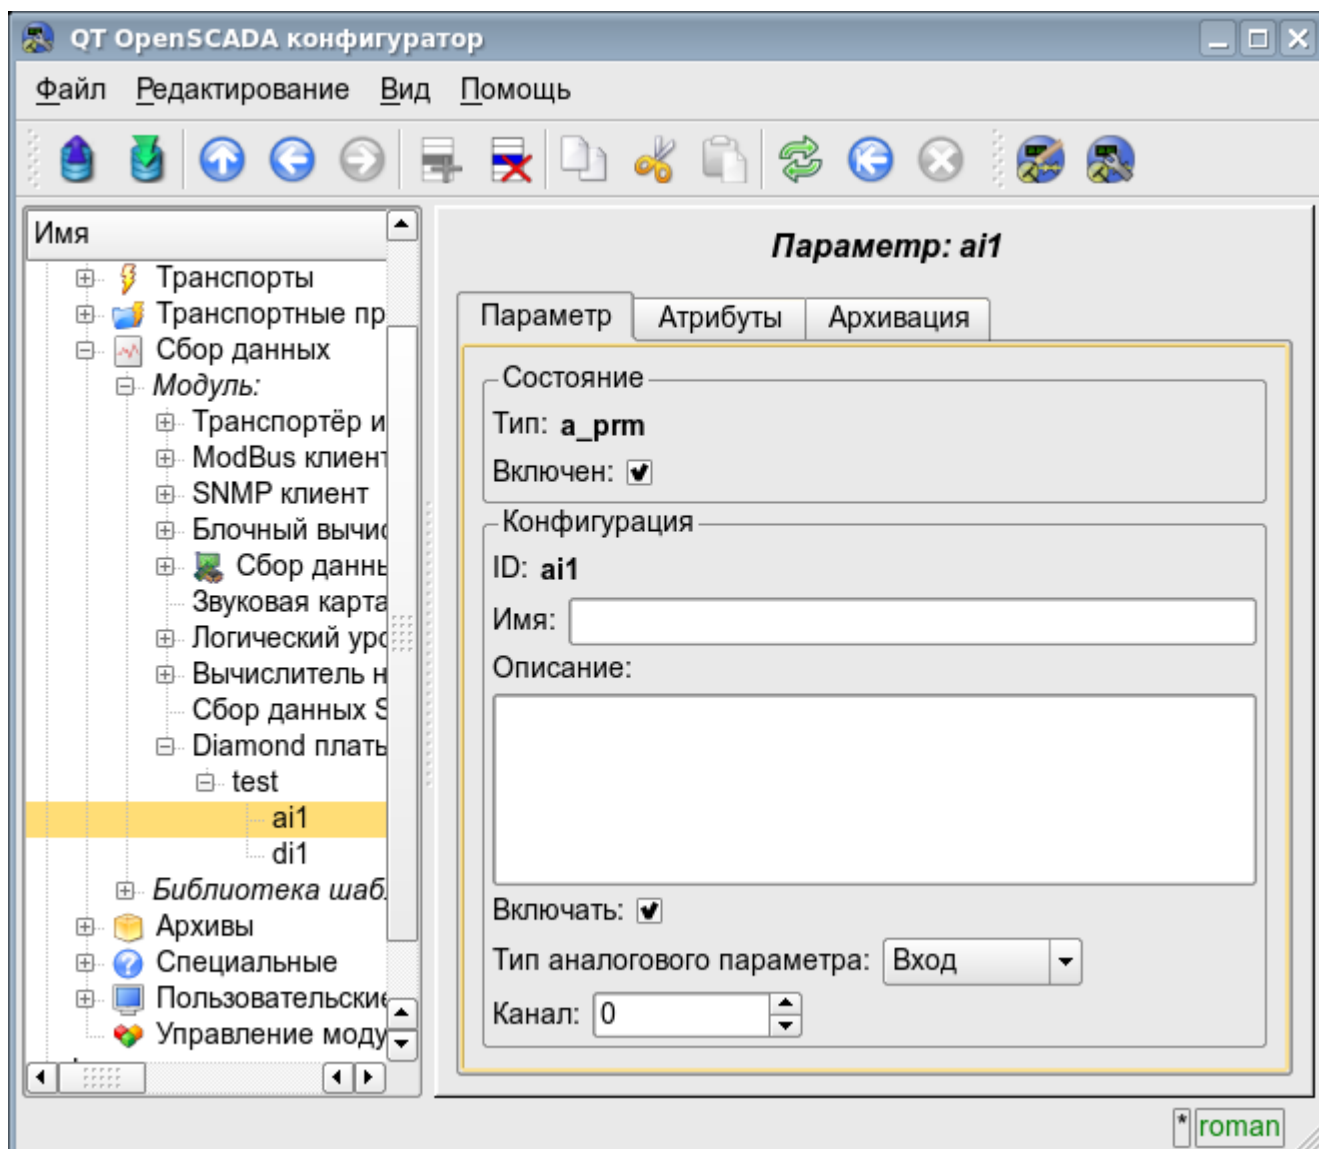 QT OpenSCADA конфигуратор
Файл Редактирование Вид Помощь
Имя
Транспорты
Транспортные пр
Сбор данных
Модуль:
Транспортёр и
ModBus клиент
SNMP клиент
Блочный вычис
Сбор данны
Звуковая карта
Логический уро
Вычислитель н
Сбор данных S
Diamond платы
test
ai1
di1
Библиотека шаб
Архивы
Специальные
Пользовательские
Управление моду
Параметр: ai1
Параметр Атрибуты Архивация
Состояние
Тип: a_prm
Включен:
Конфигурация
ID: ai1
Имя:
Описание:
Включать:
Тип аналогового параметра: Вход
Канал: 0
* roman